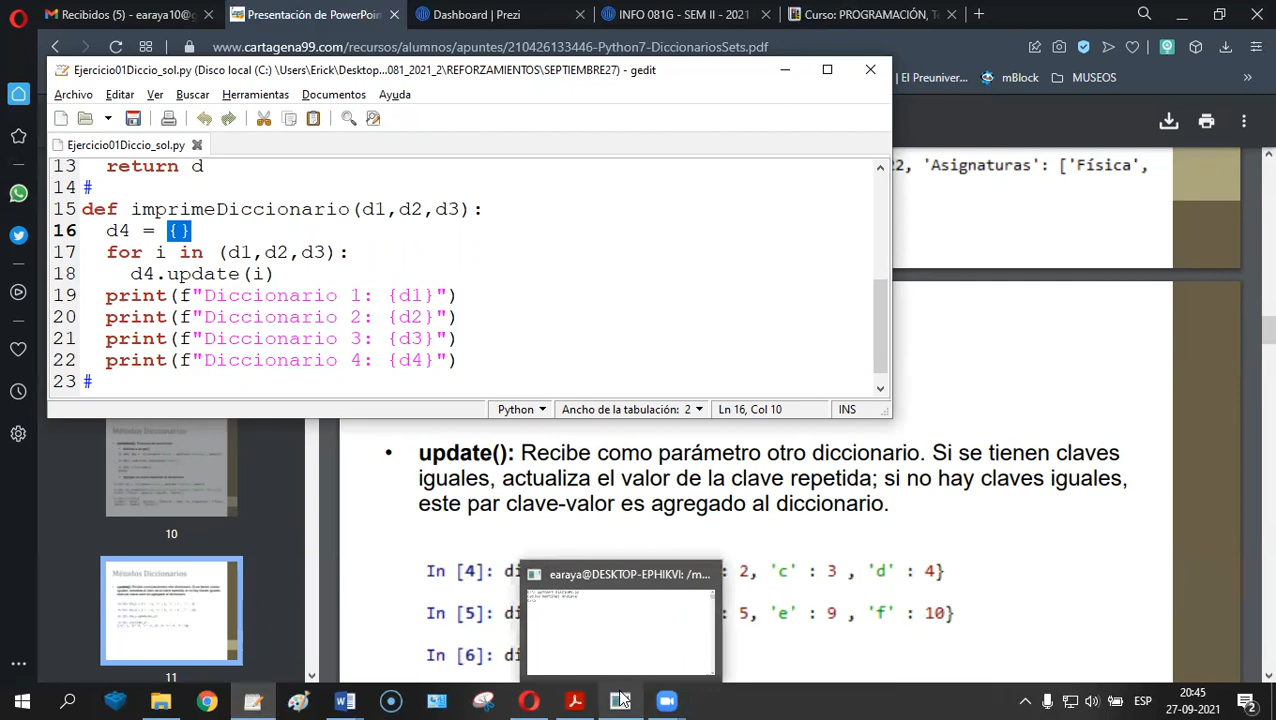 Recibidos (5) - earaya10@g
Presentación de PowerPoin
Dados (4) | Prezi
INFO 081G - SEM II - 202
Curso: PROGRAMACIÓN, T
www.cartagena99.com/recursos/alumnos/apuntes/210426133446-Python7-DiccionariosSets.pdf
Ejercicio01Diccio_sol.py (Disco local (C:) \Users\Erick\Desktop...081_2021_2\REFORZAMIENTOS\SEPTIEMBRE27) - gedit
El Preuniver...
mBlock
MUSEOS
Archivo Editar Ver Buscar Herramientas Documentos Ayuda
Ejercicio01Diccio_sol.py
13 return d
14 #
15 def imprimeDiccionario(d1,d2,d3):
16 d4 = {}
17 for i in (d1,d2,d3):
18 d4.update(i)
19 print(f"Diccionario 1: {d1}")
20 print(f"Diccionario 2: {d2}")
21 print(f"Diccionario 3: {d3}")
22 print(f"Diccionario 4: {d4}")
23 #
Python Ancho de la tabulación: 2 Ln 16, Col 10 INS
22, 'Asignaturas': ['Física',
• update(): Recibe como parámetro otro diccionario. Si se tienen claves
iguales, actualiza el valor de la clave repetida; si no hay claves iguales,
este par clave-valor es agregado al diccionario.
10
Métodos Diccionarios
11
earaya@DESKTOP-EPHIKVI: /m...
In [4]: di
2, 'c' : 3 , 'd' : 4}
In [5]: di
'e' : 
'f' : 10}
In [6]: di
ESP
20:45
27-09-2021
2